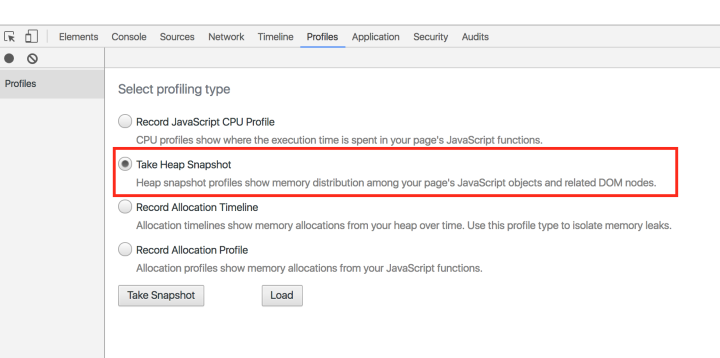 Elements Console Sources Network Timeline Profiles Application Security Audits
Profiles
Select profiling type
Record JavaScript CPU Profile
CPU profiles show where the execution time is spent in your page's JavaScript functions.
Take Heap Snapshot
Heap snapshot profiles show memory distribution among your page's JavaScript objects and related DOM nodes.
Record Allocation Timeline
Allocation timelines show memory allocations from your heap over time. Use this profile type to isolate memory leaks.
Record Allocation Profile
Allocation profiles show memory allocations from your JavaScript functions.
Take Snapshot Load